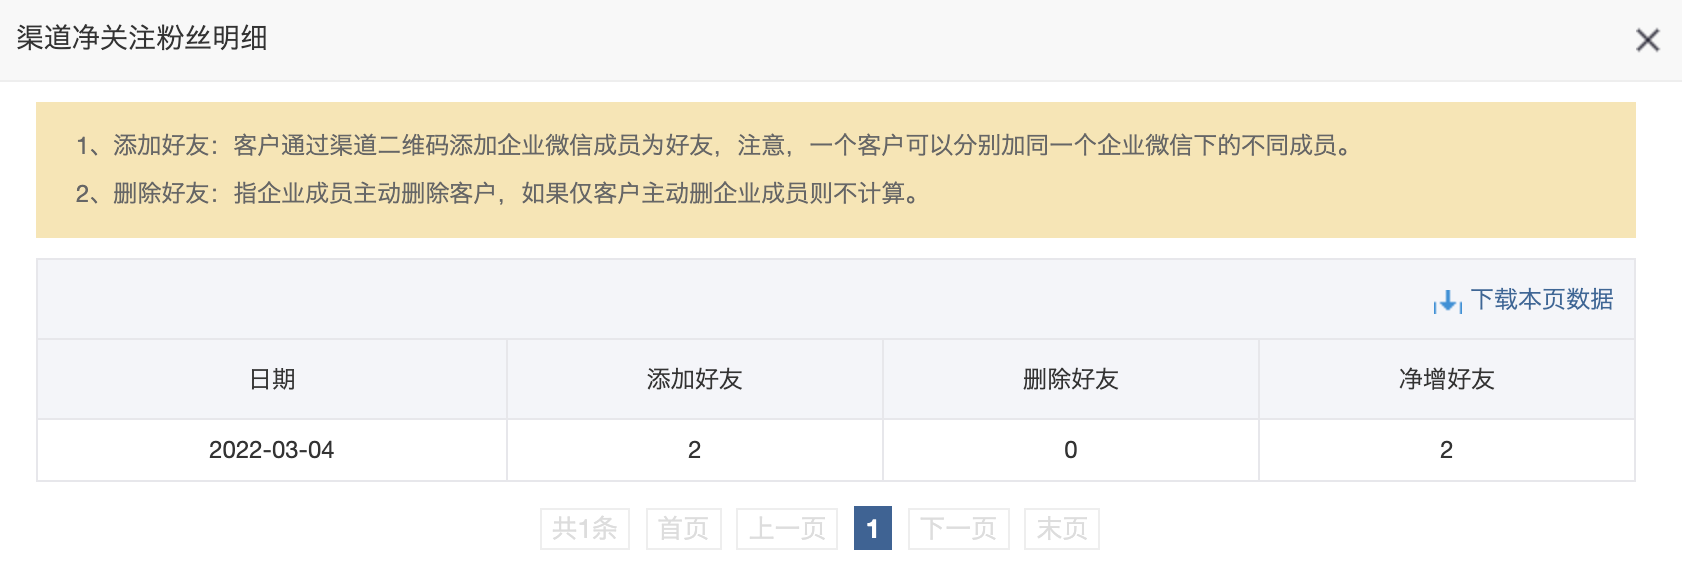 渠道净关注粉丝明细
1、添加好友：客户通过渠道二维码添加企业微信成员为好友，注意，一个客户可以分别加同一个企业微信下的不同成员。
2、删除好友：指企业成员主动删除客户，如果仅客户主动删企业成员则不计算。
下载本页数据
日期 添加好友 删除好友 净增好友
2022-03-04 2 0 2
共1条 首页 上一页 1 下一页 末页